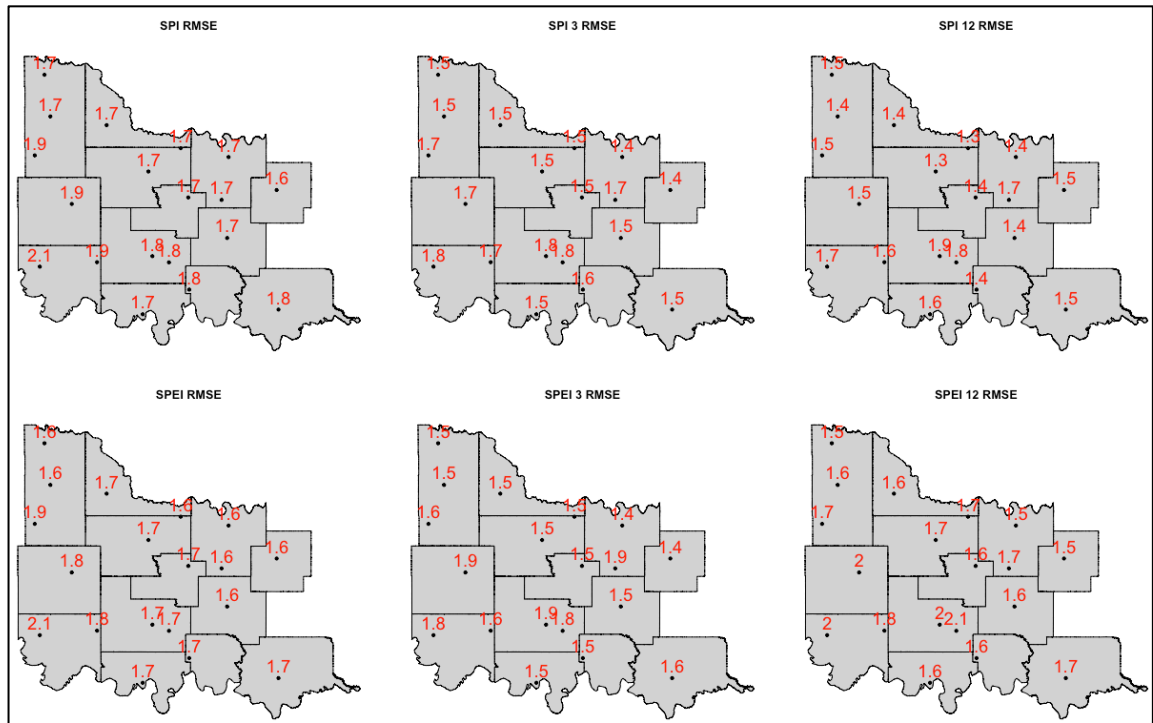 SPI RMSE SPI 3 RMSE SPI 12 RMSE
1.7 1.5 1.5
1.7 1.7 1.5 1.5 1.4 1.4
1.7 1.5 1.3
1.9 1.7 1.7 1.7 1.5 1.4 1.5 1.3 1.4
1.9 1.7 1.7 1.6 1.7 1.5 1.7 1.4 1.5 1.4 1.7 1.5
1.7 1.5 1.4
2.1 1.9 1.8 1.8 1.8 1.7 1.8 1.8 1.7 1.6 1.9 1.8
1.8 1.6 1.4
1.7 1.8 1.5 1.5 1.6 1.5
SPEI RMSE SPEI 3 RMSE SPEI 12 RMSE
1.6 1.5 1.5
1.6 1.7 1.5 1.5 1.6 1.6
1.6 1.5 1.7
1.9 1.7 1.6 1.6 1.5 1.4 1.7 1.7 1.5
1.8 1.7 1.6 1.6 1.9 1.5 1.9 1.4 2 1.6 1.7 1.5
1.6 1.5 1.6
2.1 1.8 1.7 1.7 1.8 1.6 1.9 1.8 2 1.8 2 2.1
1.7 1.5 1.6
1.7 1.7 1.5 1.6 1.6 1.7